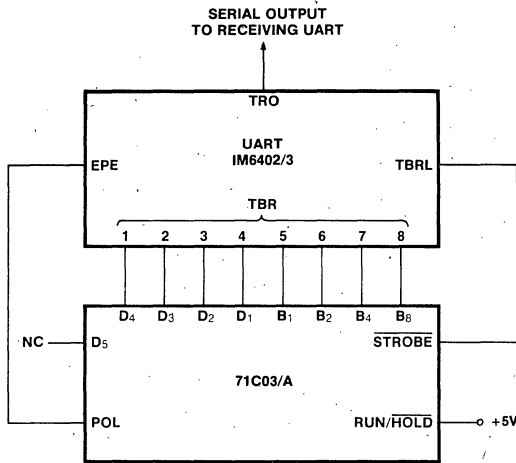 SERIAL OUTPUT
TO RECEIVING UART
TRO
UART
IM6402/3
EPE
TBRL
TBR
1 2 3 4 5 6 7 8
D4 D3 D2 D1 B1 B2 B4 B8
NC
D5
STROBE
71C03/A
POL
RUN/HOLD
+5V